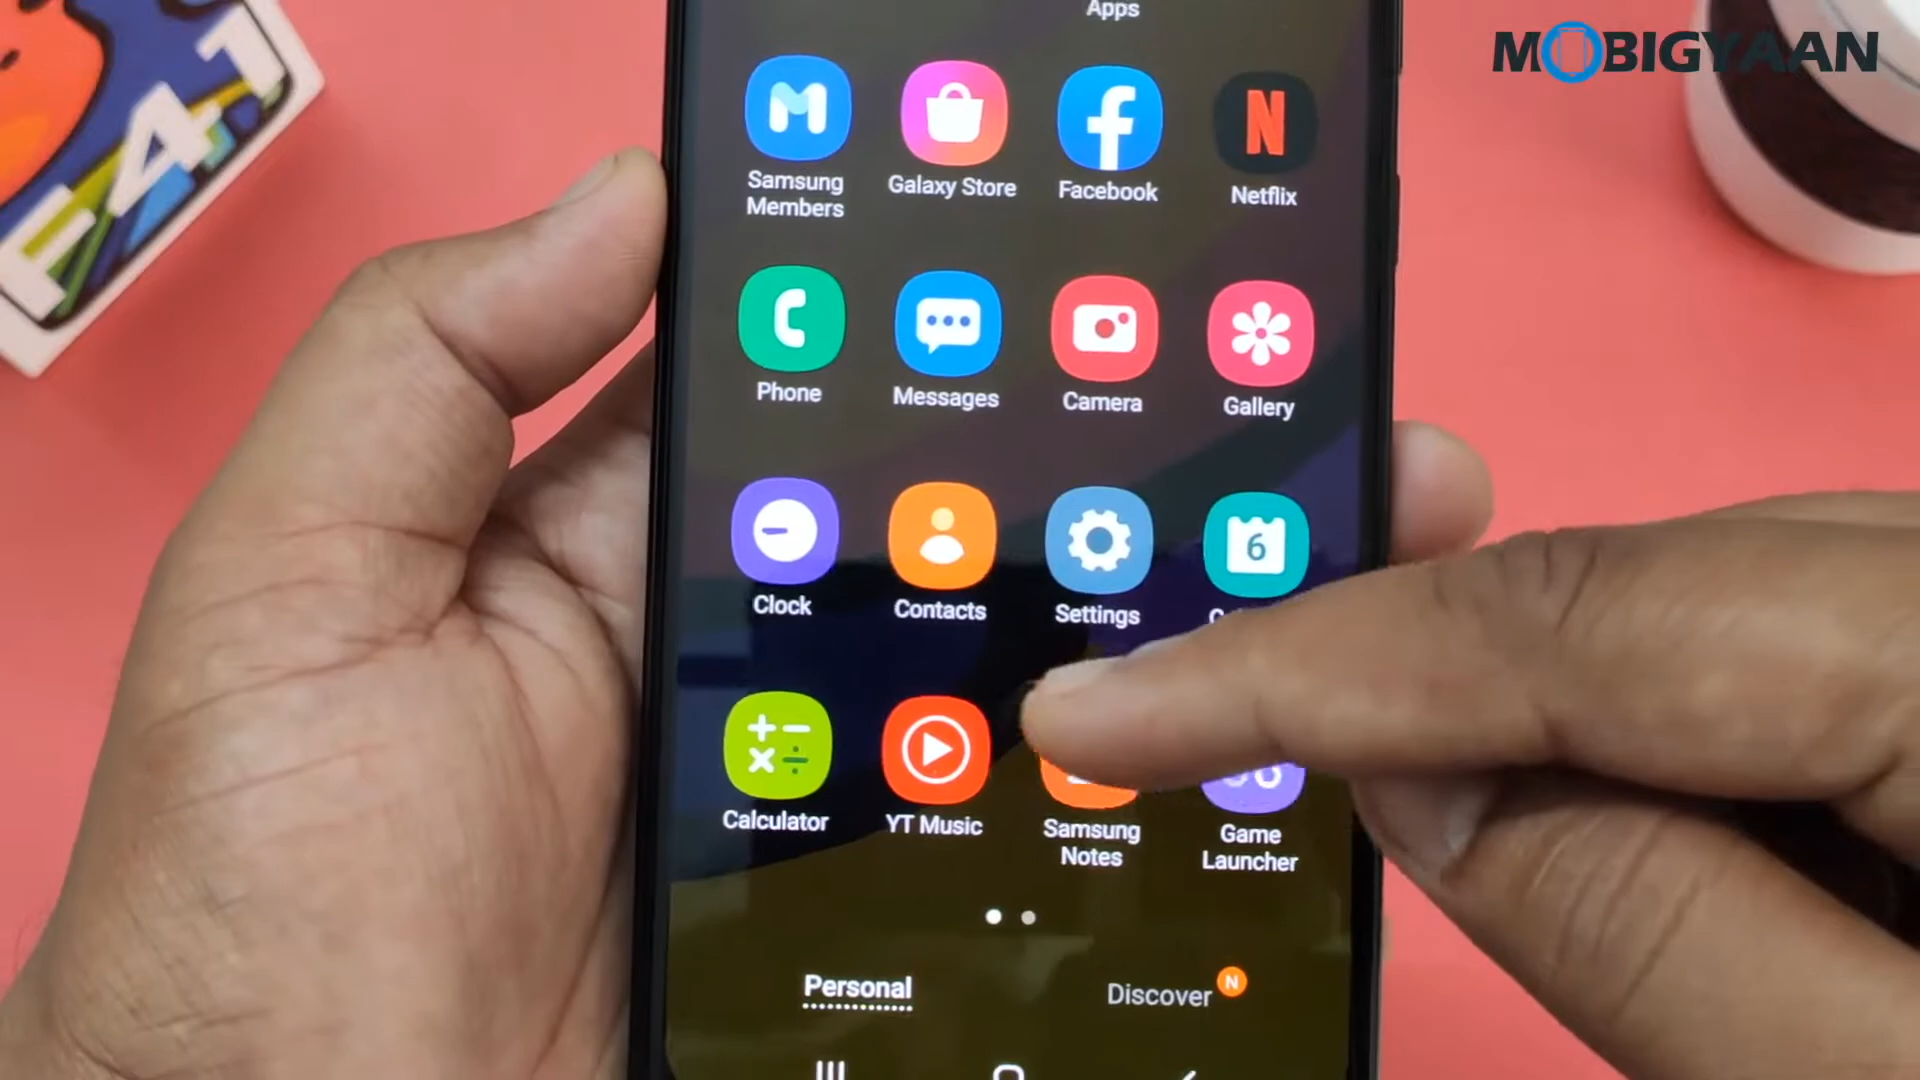 Apps
MOBIGYAAN
F41
Samsung
Members
Galaxy Store
Facebook
Netflix
Phone
Messages
Camera
Gallery
6
Clock
Contacts
Settings
Calculator
YT Music
Samsung
Notes
Game
Launcher
Personal
Discover
N